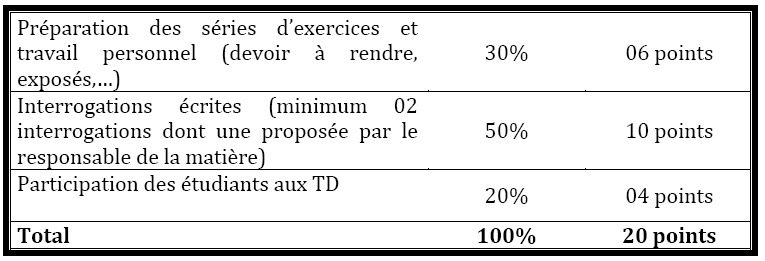 Préparation des séries d’exercices et
travail personnel (devoir à rendre,
exposés,…) 30% 06 points
Interrogations écrites (minimum 02
interrogations dont une proposée par le
responsable de la matière) 50% 10 points
Participation des étudiants aux TD 20% 04 points
Total 100% 20 points